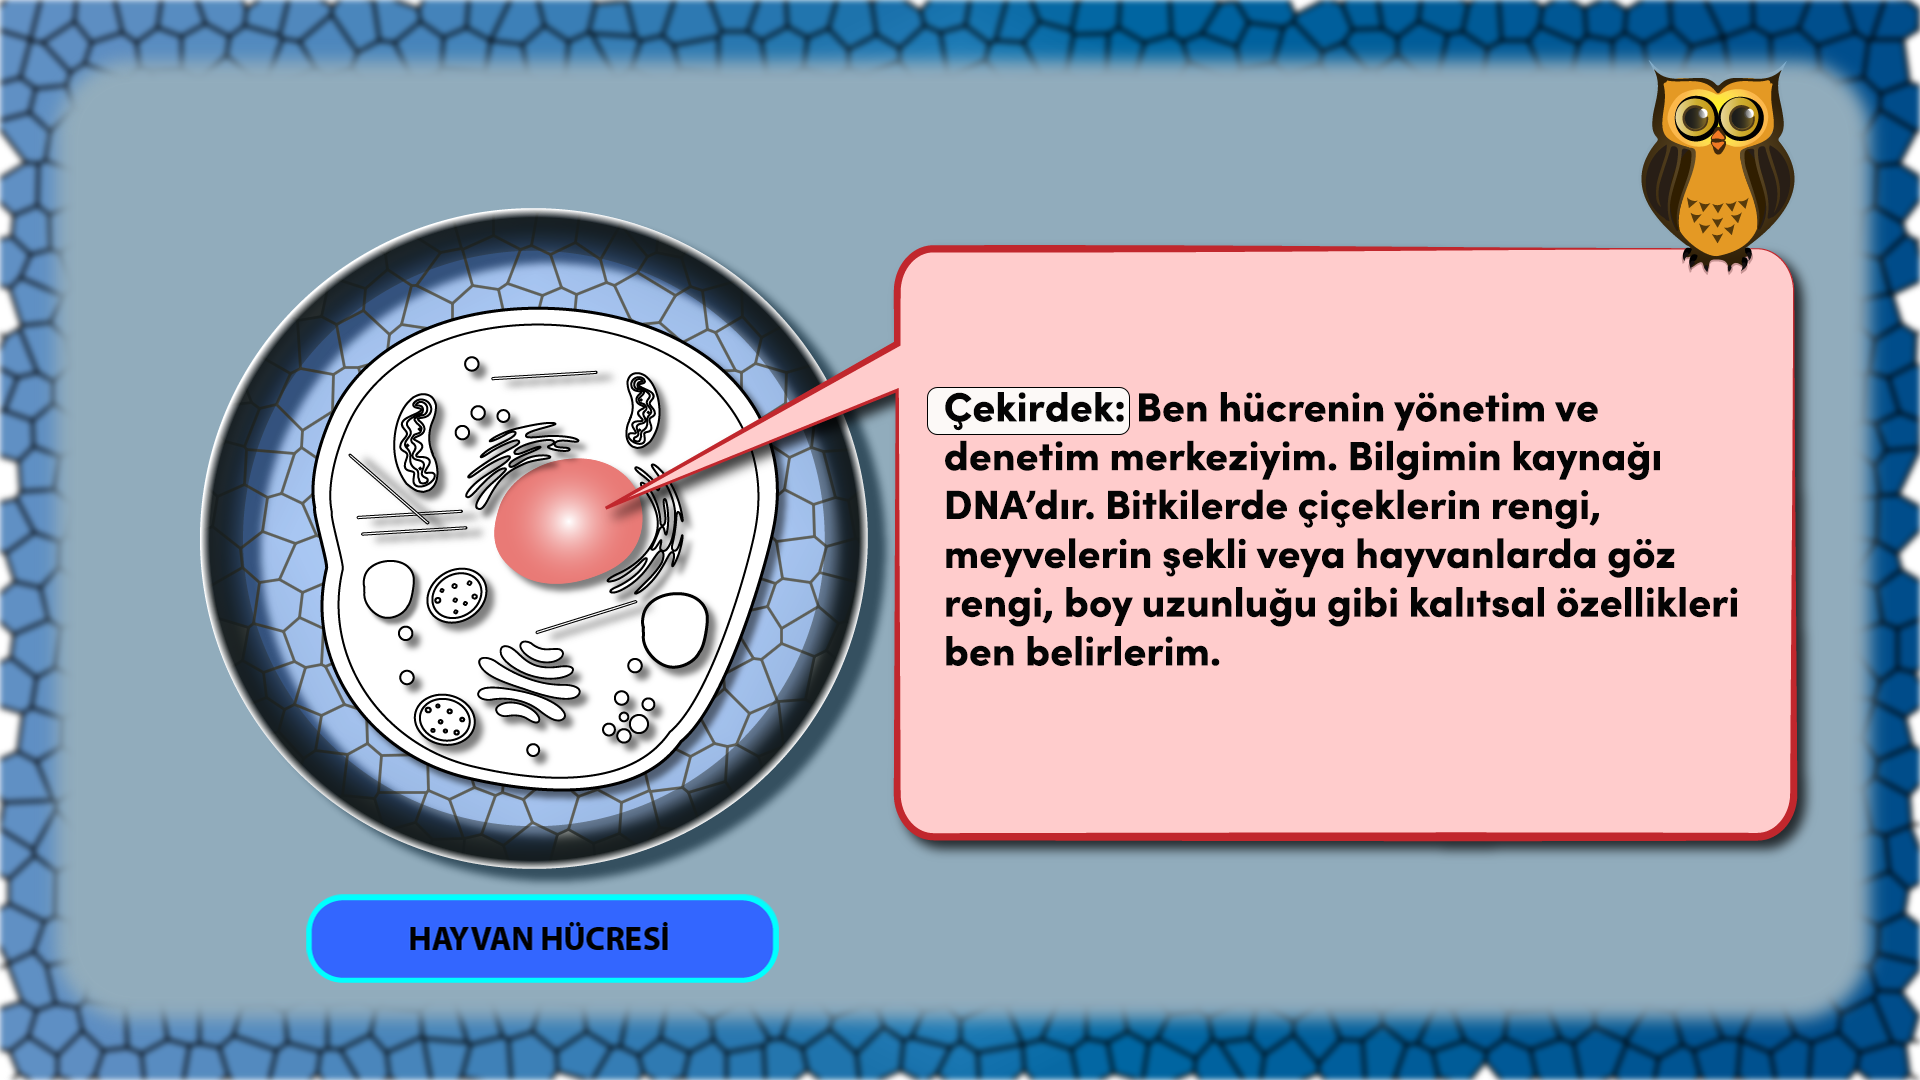 Çekirdek: Ben hücrenin yönetim ve
denetim merkeziyim. Bilgimin kaynağı
DNA’dır. Bitkilerde çiçeklerin rengi,
meyvelerin şekli veya hayvanlarda göz
rengi, boy uzunluğu gibi kalıtsal özellikleri
ben belirlerim.
HAYVAN HÜCRESİ